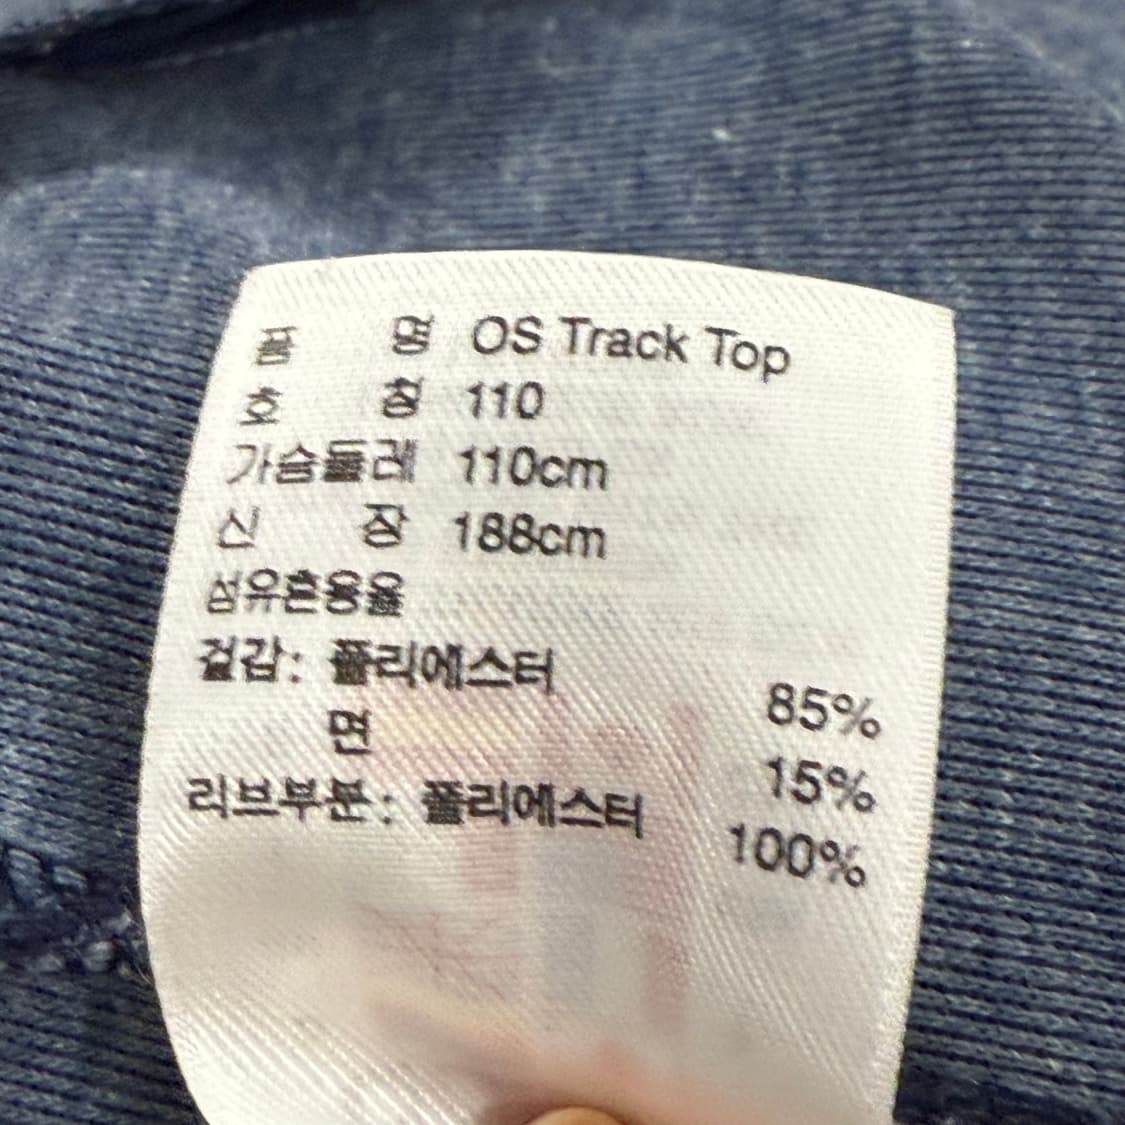 품 명 OS Track Top
호 칭 110
가슴둘레 110cm
신 장 188cm
섬유혼용율
겉감: 폴리에스터 85%
면 15%
리브부분: 폴리에스터 100%